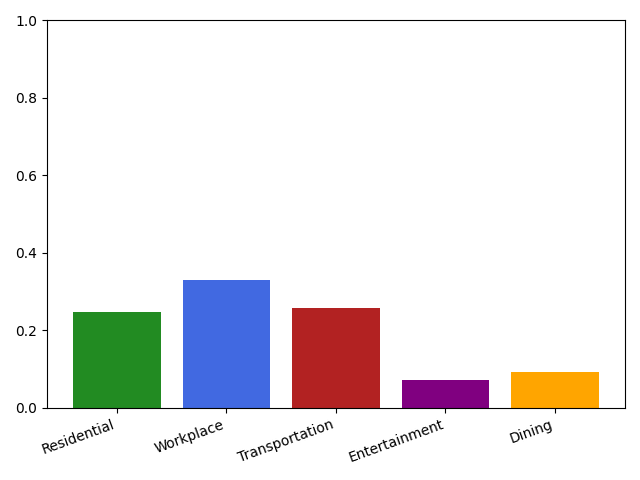 1.0
0.8
0.6
0.4
0.2
0.0
Residential
Workplace
Transportation
Entertainment
Dining